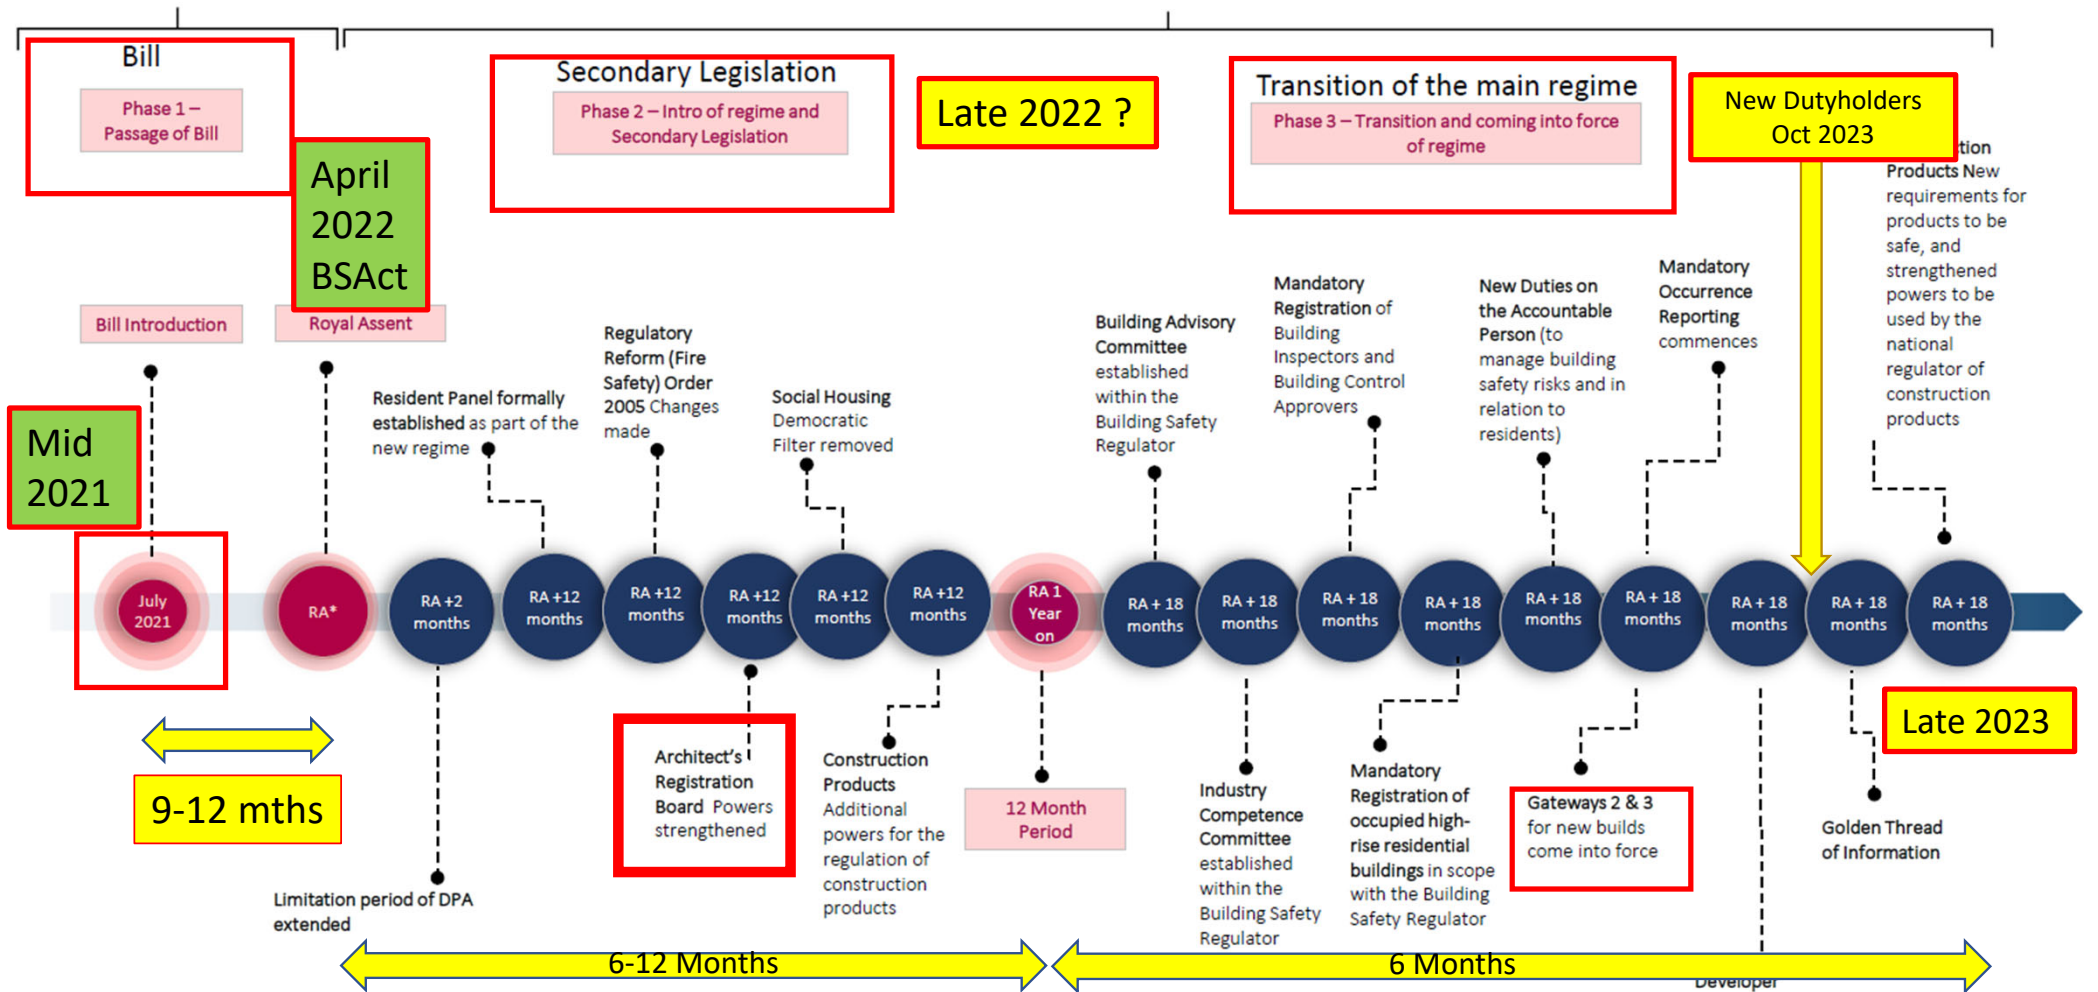 Bill
Phase 1 –
Passage of Bill
Secondary Legislation
Phase 2 – Intro of regime and
Secondary Legislation
Late 2022 ?
Transition of the main regime
Phase 3 – Transition and coming into force
of regime
New Dutyholders
Oct 2023
April
2022
BSAct
Bill Introduction
Royal Assent
Mid
2021
Resident Panel formally
established as part of the
new regime
Regulatory
Reform (Fire
Safety) Order
2005 Changes
made
Social Housing
Democratic
Filter removed
Building Advisory
Committee
established
within the
Building Safety
Regulator
Mandatory
Registration of
Building
Inspectors and
Building Control
Approvers
New Duties on
the Accountable
Person (to
manage building
safety risks and in
relation to
residents)
Mandatory
Occurrence
Reporting
commences
Products New
requirements for
products to be
safe, and
strengthened
powers to be
used by the
national
regulator of
construction
products
July
2021
RA*
RA +2
months
RA +12
months
RA +12
months
RA +12
months
RA +12
months
RA +12
months
RA 1
Year
on
RA + 18
months
RA + 18
months
RA + 18
months
RA + 18
months
RA + 18
months
RA + 18
months
RA + 18
months
RA + 18
months
RA + 18
months
9-12 mths
Limitation period of DPA
extended
Architect's
Registration
Board Powers
strengthened
Construction
Products
Additional
powers for the
regulation of
construction
products
12 Month
Period
Industry
Competence
Committee
established
within the
Building Safety
Regulator
Mandatory
Registration of
occupied high-
rise residential
buildings in scope
with the Building
Safety Regulator
Gateways 2 & 3
for new builds
come into force
Golden Thread
of Information
Late 2023
6-12 Months
6 Months
Developer